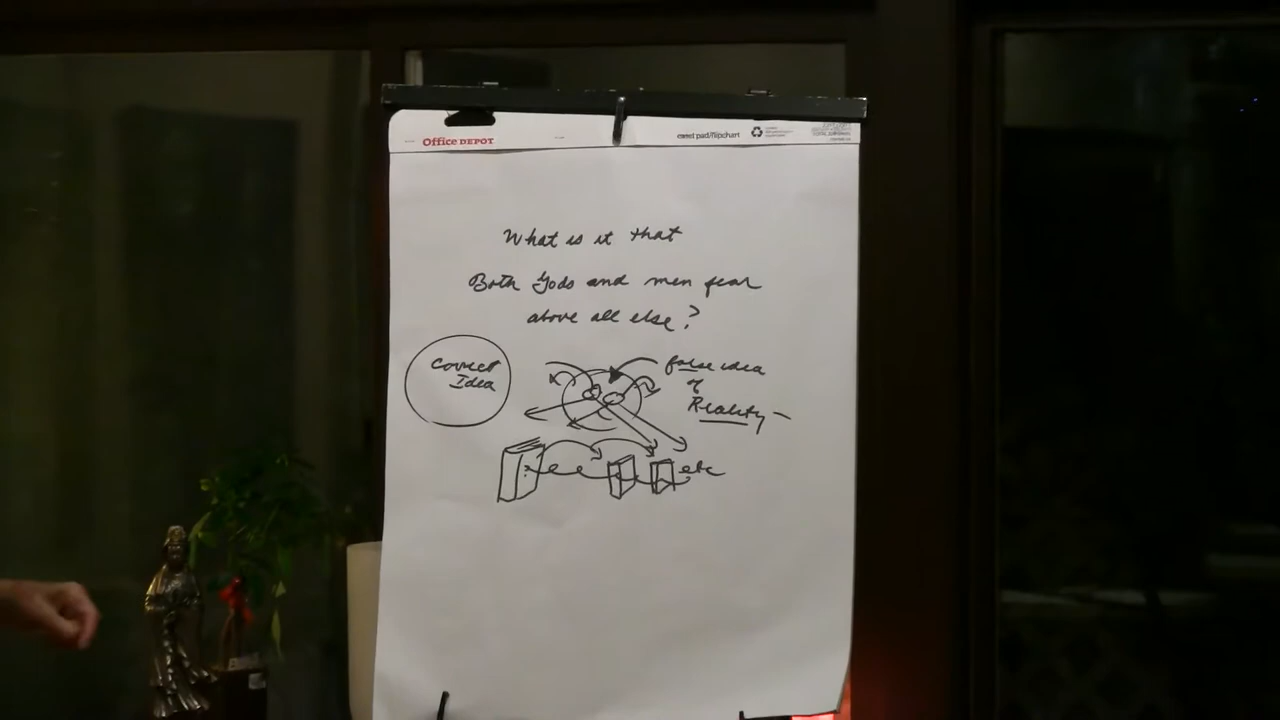 Office DEPOT
easel pad/flipchart
What is it that
Both Gods and men fear
above all else?
Correct
Idea
false idea
of
Reality –
etc